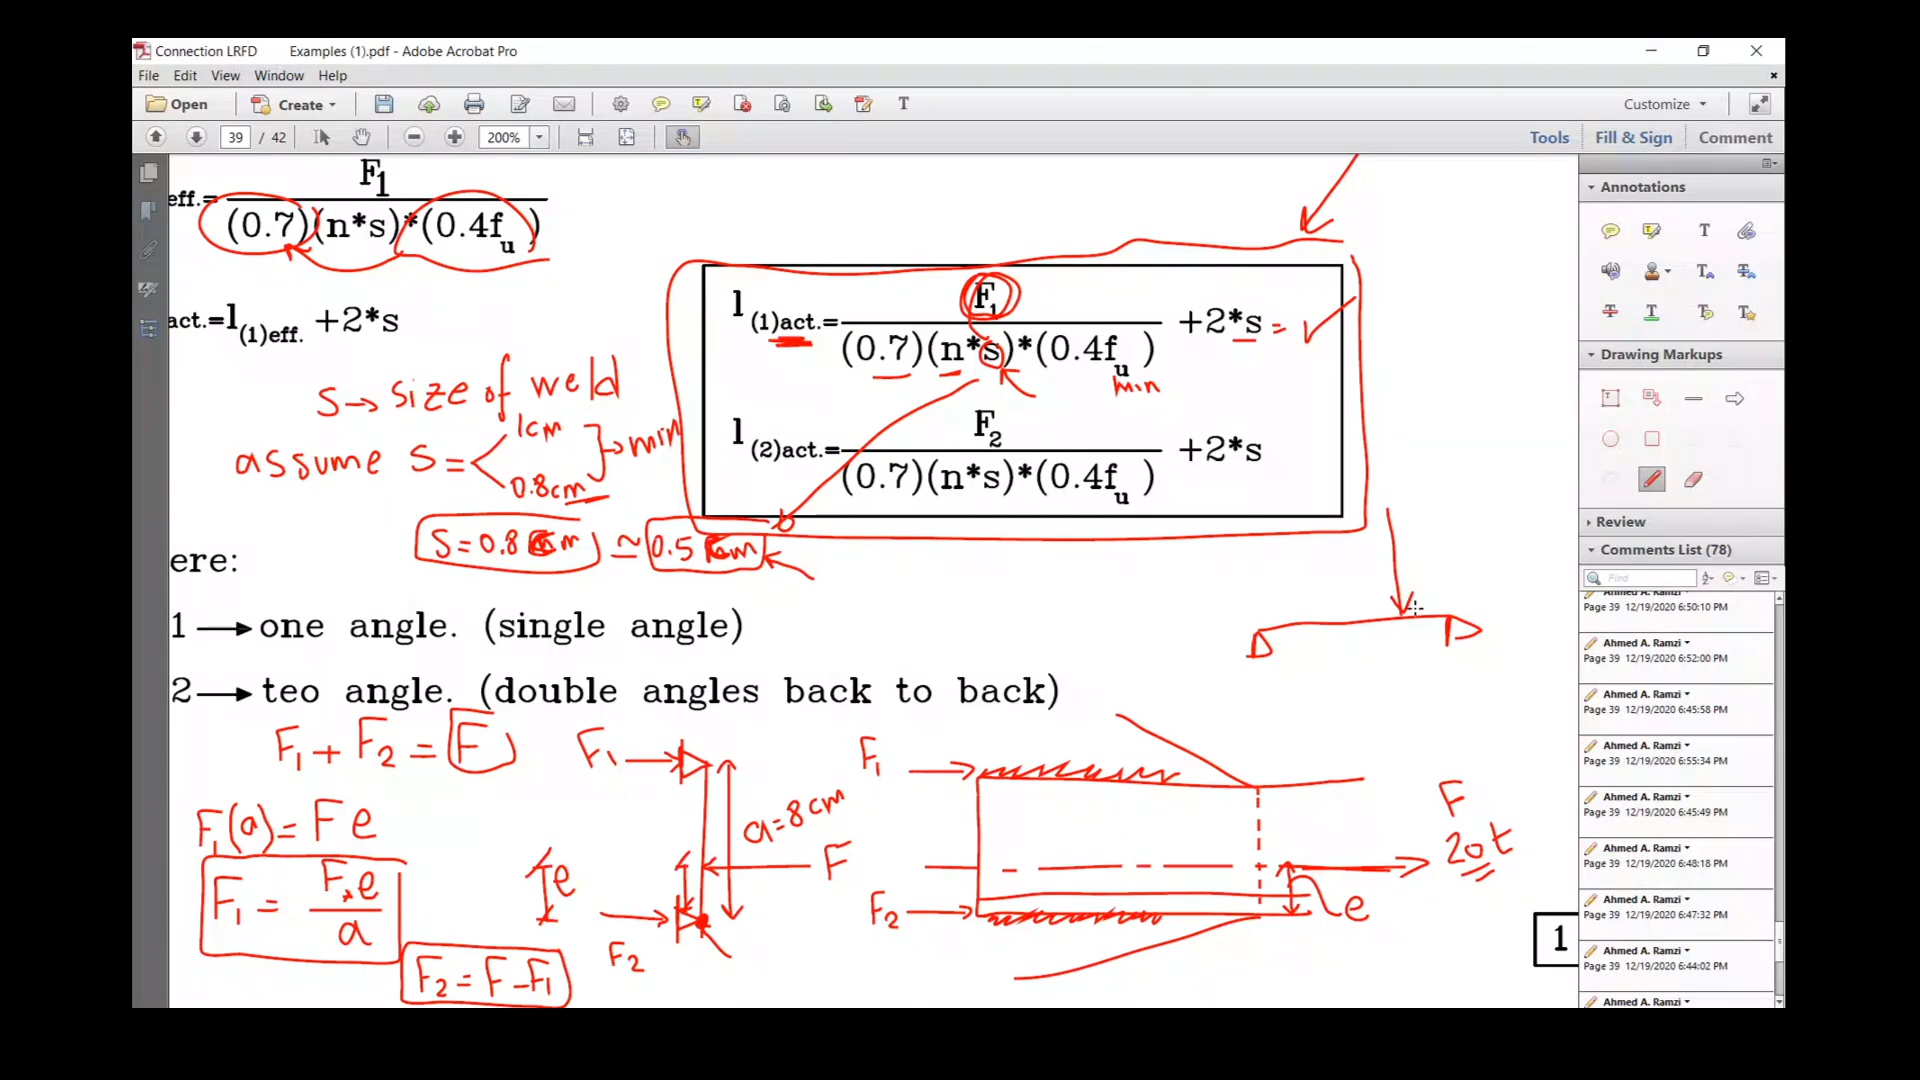 Connection LRFD Examples (1).pdf - Adobe Acrobat Pro
File Edit View Window Help
Open Create Customize
39 / 42 200% Tools Fill & Sign Comment
eff.= F1
(0.7)(n*s)*(0.4fu)
act.=l(1)eff. +2*s
l(1)act.= F1 +2*s = ✓
(0.7)(n*s)*(0.4fu)
min
l(2)act.= F2 +2*s
(0.7)(n*s)*(0.4fu)
s → size of weld
assume s = 1cm
0.8cm
→ min
S = 0.8 cm ≃ 0.5 cm
ere:
1 → one angle. (single angle)
2 → teo angle. (double angles back to back)
F1 + F2 = F
F1(a) = F e
F1 = F*e
a
F2 = F - F1
F1
e
F2
a = 8 cm
F
F1
F2
F
20 t
e
1
Annotations
Drawing Markups
Review
Comments List (78)
Find
Page 39 12/19/2020 6:50:10 PM
Ahmed A. Ramzi
Page 39 12/19/2020 6:52:00 PM
Ahmed A. Ramzi
Page 39 12/19/2020 6:45:58 PM
Ahmed A. Ramzi
Page 39 12/19/2020 6:55:34 PM
Ahmed A. Ramzi
Page 39 12/19/2020 6:45:49 PM
Ahmed A. Ramzi
Page 39 12/19/2020 6:48:18 PM
Ahmed A. Ramzi
Page 39 12/19/2020 6:47:32 PM
Ahmed A. Ramzi
Page 39 12/19/2020 6:44:02 PM
Ahmed A. Ramzi